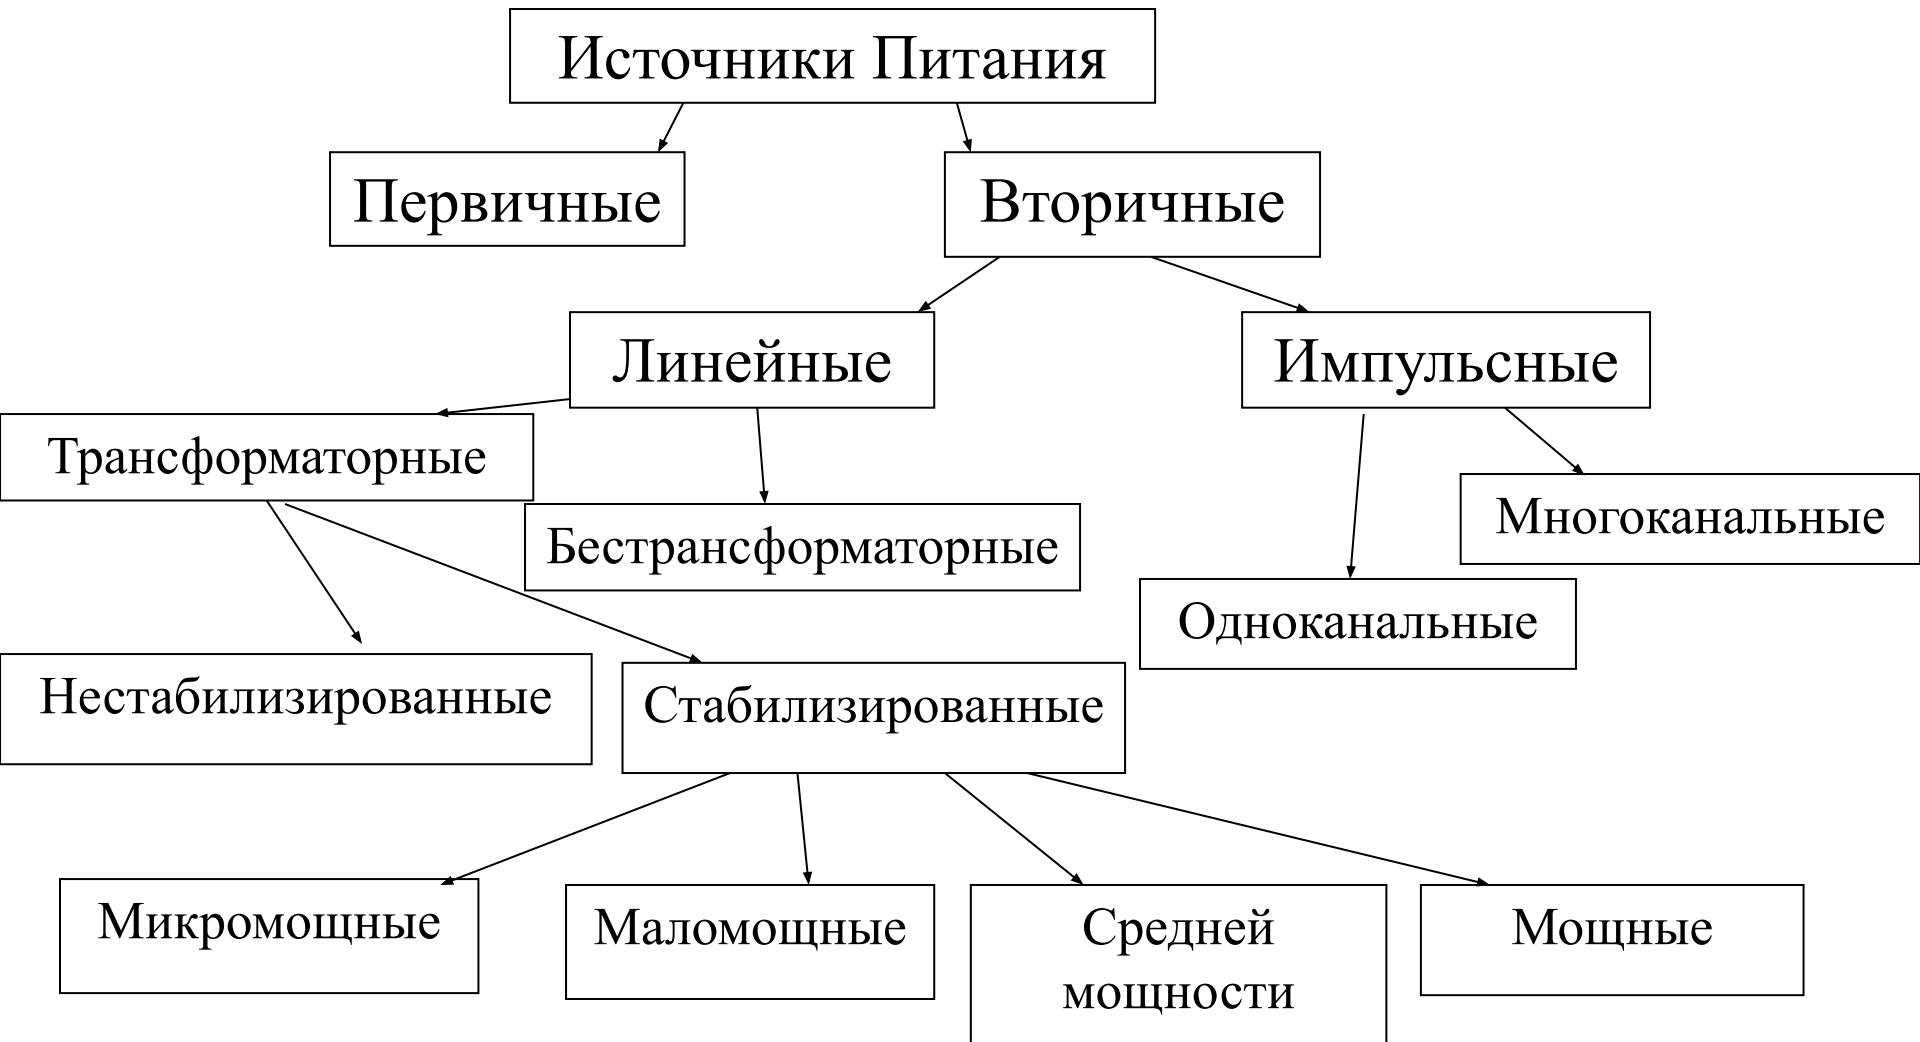 Источники Питания
Первичные
Вторичные
Линейные
Импульсные
Трансформаторные
Многоканальные
Бестрансформаторные
Одноканальные
Нестабилизированные
Стабилизированные
Микромощные
Маломощные
Средней
мощности
Мощные